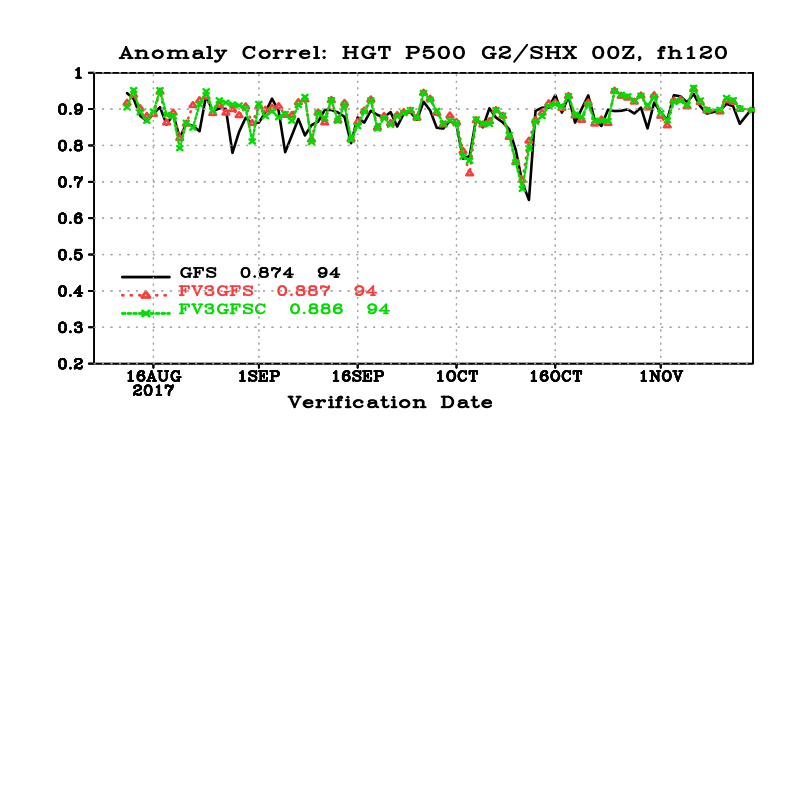 Anomaly Correl: HGT P500 G2/SHX 00Z, fh120
1
0.9
0.8
0.7
0.6
0.5
0.4
0.3
0.2
GFS 0.874 94
FV3GFS 0.887 94
FV3GFSC 0.886 94
16AUG 1SEP 16SEP 1OCT 16OCT 1NOV
2017
Verification Date